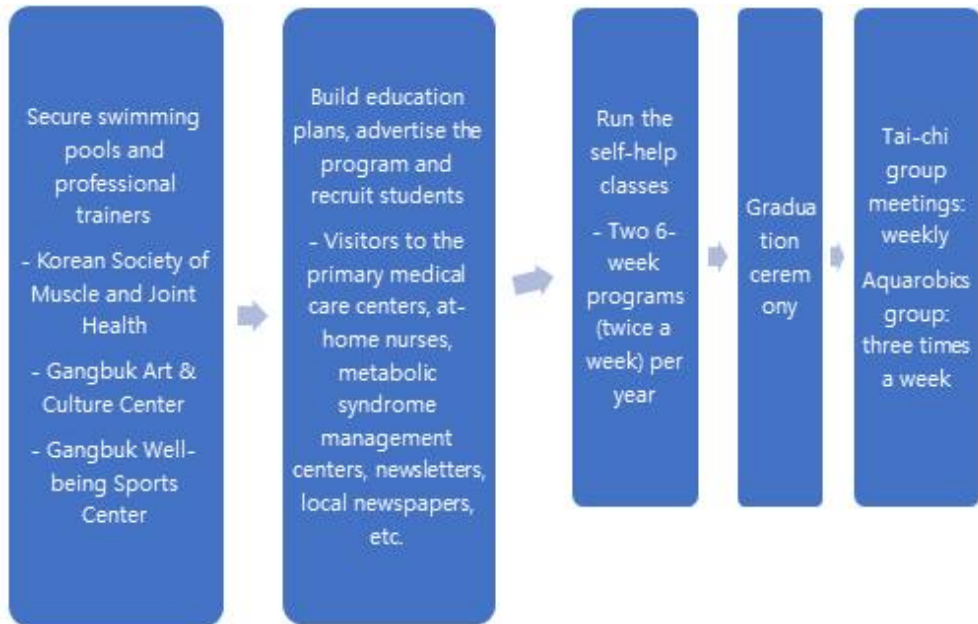 Secure swimming
pools and
professional
trainers
- Korean Society of
Muscle and Joint
Health
- Gangbuk Art &
Culture Center
- Gangbuk Well-
being Sports
Center
Build education
plans, advertise the
program and
recruit students
- Visitors to the
primary medical
care centers, at-
home nurses,
metabolic
syndrome
management
centers, newsletters,
local newspapers,
etc.
Run the
self-help
classes
- Two 6-
week
programs
(twice a
week) per
year
Gradua
tion
cerem
ony
Tai-chi
group
meetings:
weekly
Aquarobics
group:
three times
a week